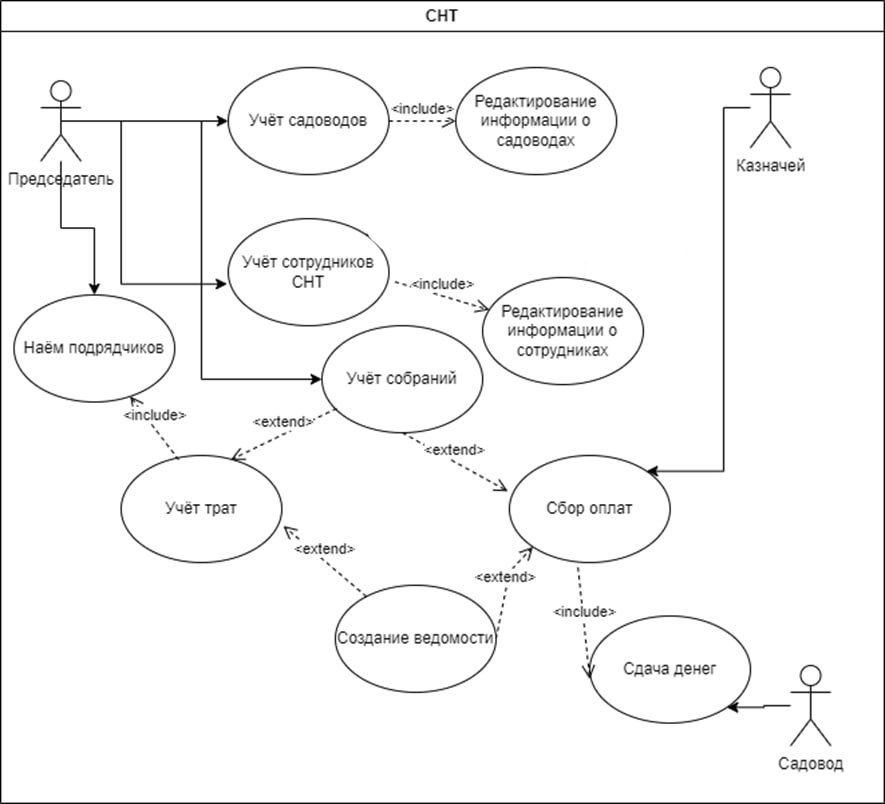 СНТ
Учёт садоводов
<include>
Редактирование
информации о
садоводах
Председатель
Казначей
Учёт сотрудников
СНТ
<include>
Редактирование
информации о
сотрудниках
Наём подрядчиков
Учёт собраний
<include>
<extend>
<extend>
Учёт трат
Сбор оплат
<extend>
<extend>
<include>
Создание ведомости
Сдача денег
Садовод